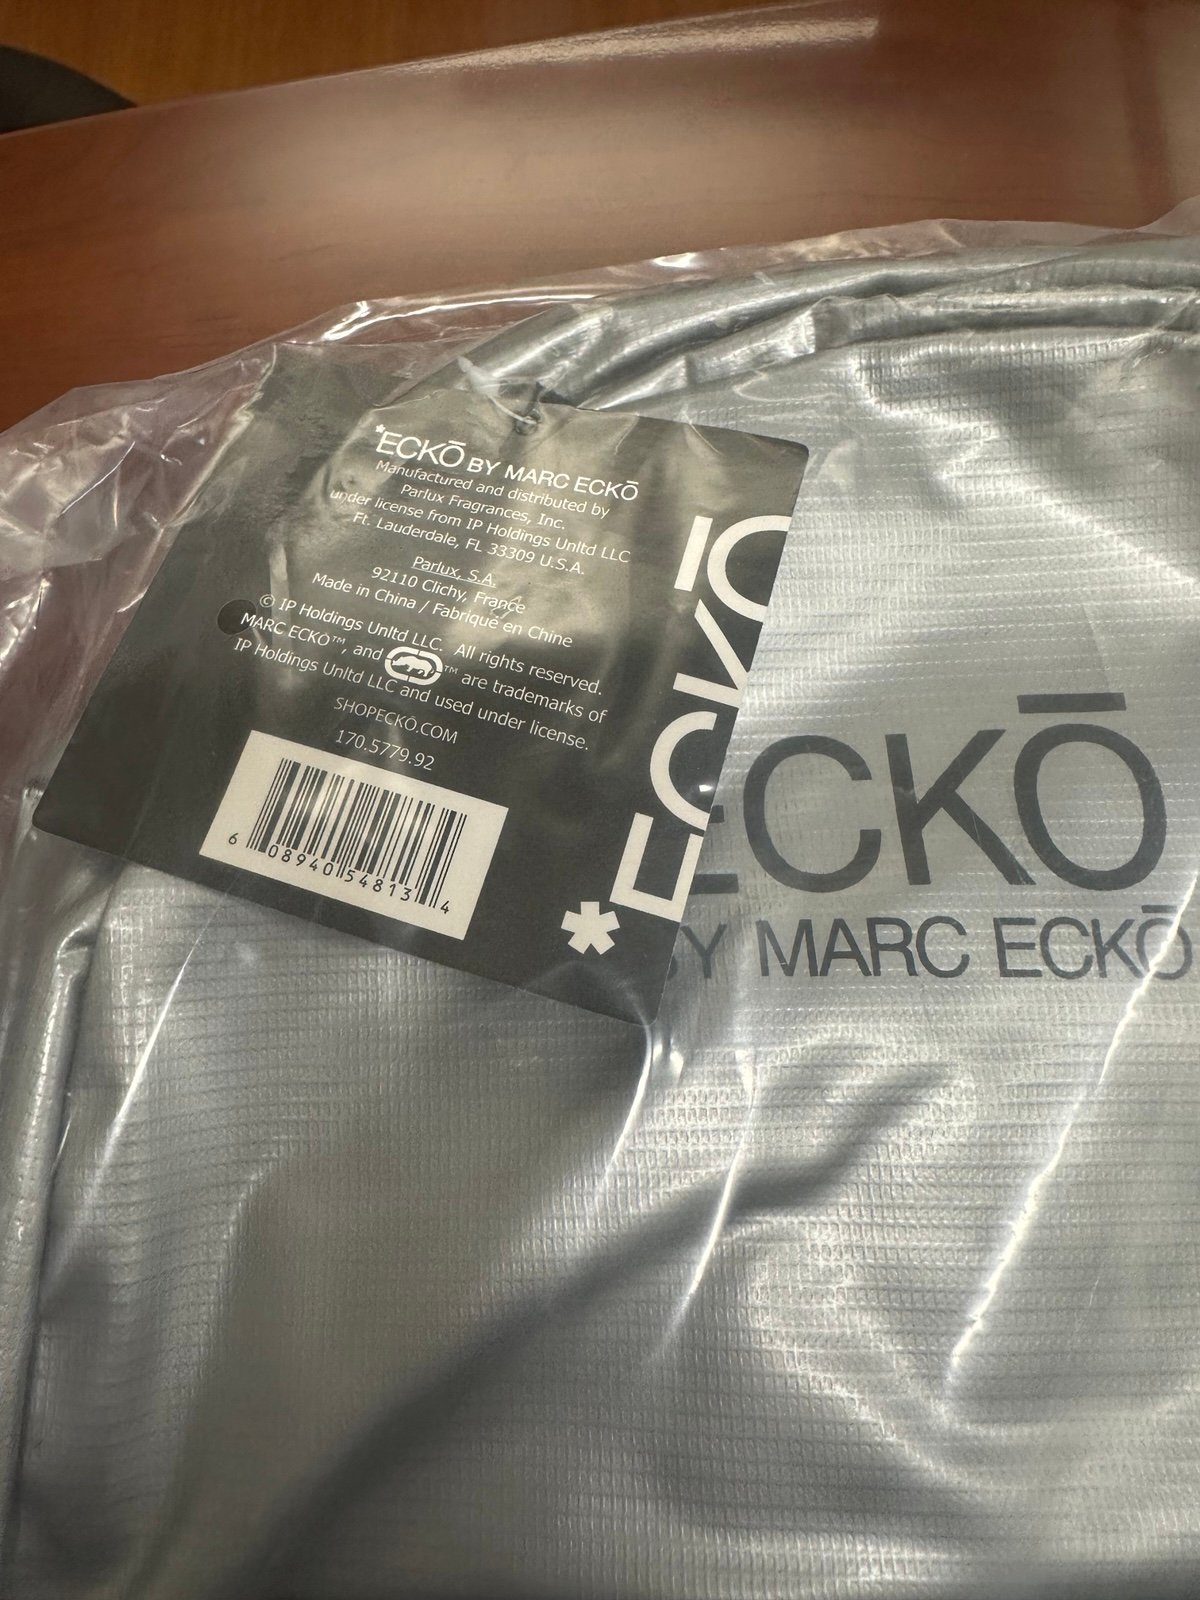 *ECKŌ BY MARC ECKŌ
Manufactured and distributed by
Parlux Fragrances, Inc.
under license from IP Holdings Unltd LLC
Ft. Lauderdale, FL 33309 U.S.A.
Parlux, S.A.
92110 Clichy, France
Made in China / Fabriqué en Chine
© IP Holdings Unltd LLC. All rights reserved.
MARC ECKO™, and ™ are trademarks of
IP Holdings Unltd LLC and used under license.
SHOPECKŌ.COM
170.5779.92
6 08940 54813 4
*ECKŌ
ECKŌ
BY MARC ECKŌ